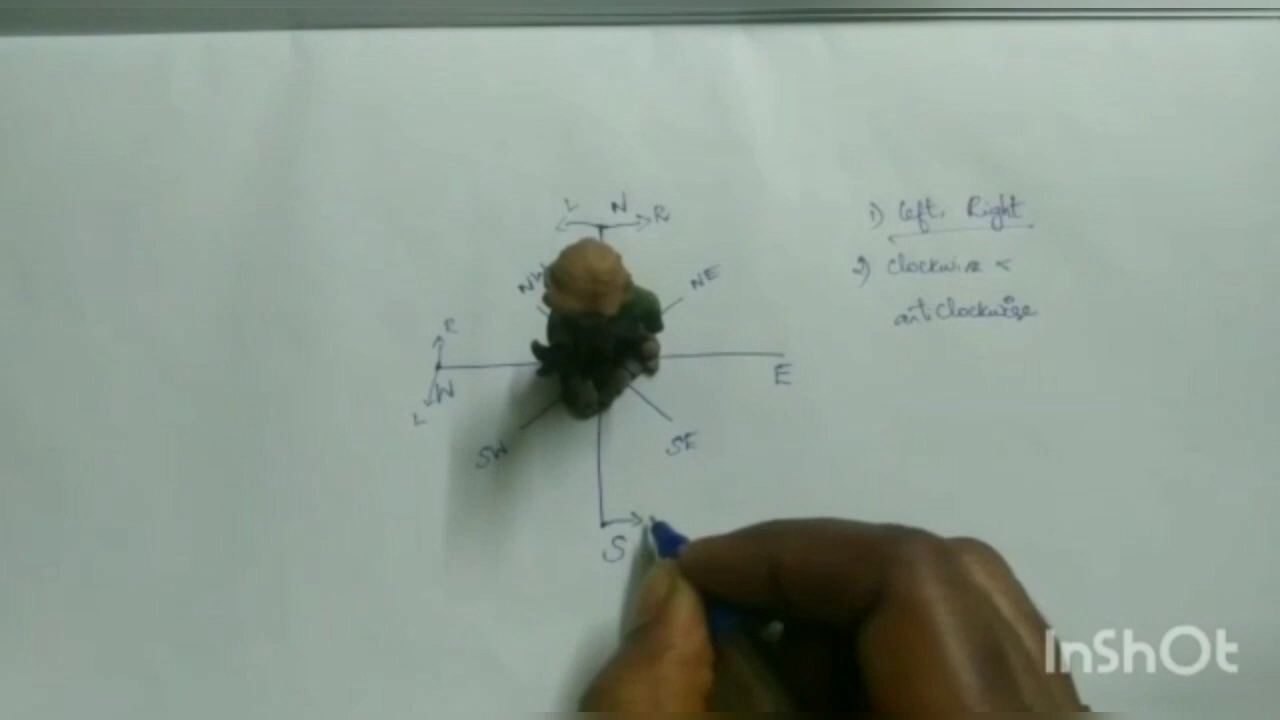 L N R
1) Left, Right
NW NE
2) Clockwise <
anticlockwise
R
W E
L
SW SE
S
InShOt